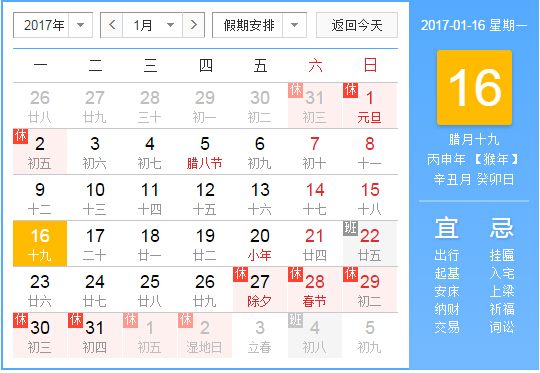 2017年 1月 假期安排 返回今天
一 二 三 四 五 六 日
休 休
26 27 28 29 30 31 1
廿八 廿九 三十 初一 初二 初三 元旦
休
2 3 4 5 6 7 8
初五 初六 初七 腊八节 初九 初十 十一
9 10 11 12 13 14 15
十二 十三 十四 十五 十六 十七 十八
班
16 17 18 19 20 21 22
十九 二十 廿一 廿二 小年 廿四 廿五
休 休 休
23 24 25 26 27 28 29
廿六 廿七 廿八 廿九 除夕 春节 初二
休 休 休 休 班
30 31 1 2 3 4 5
初三 初四 初五 湿地日 立春 初八 初九
2017-01-16 星期一
16
腊月十九
丙申年 【猴年】
辛丑月 癸卯日
宜 忌
出行 挂匾
起基 入宅
安床 上梁
纳财 祈福
交易 词讼